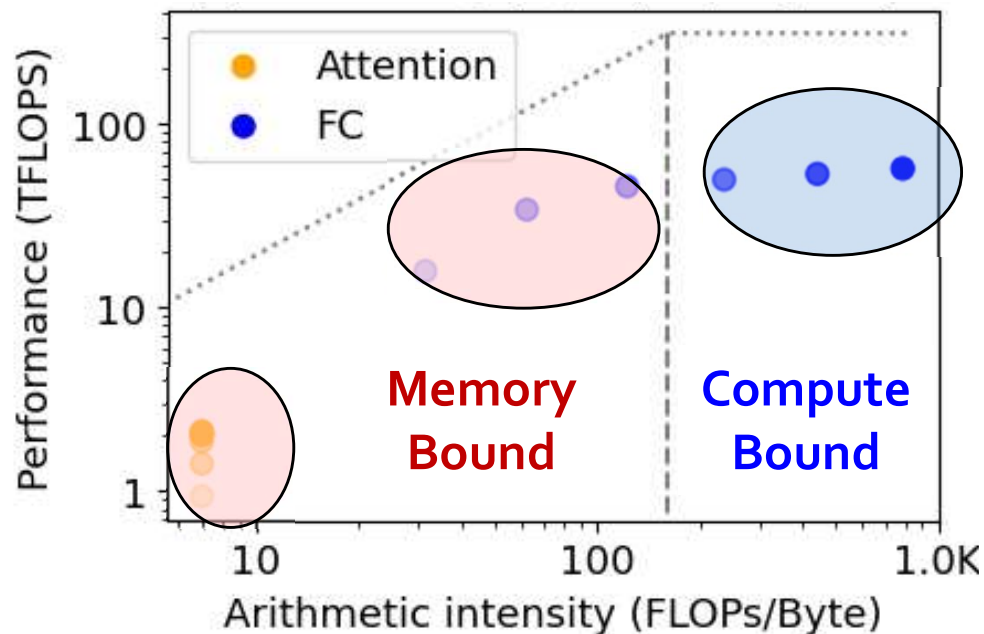 Performance (TFLOPS)
100
10
1
Attention
FC
Memory
Bound
Compute
Bound
10
100
1.0K
Arithmetic intensity (FLOPs/Byte)